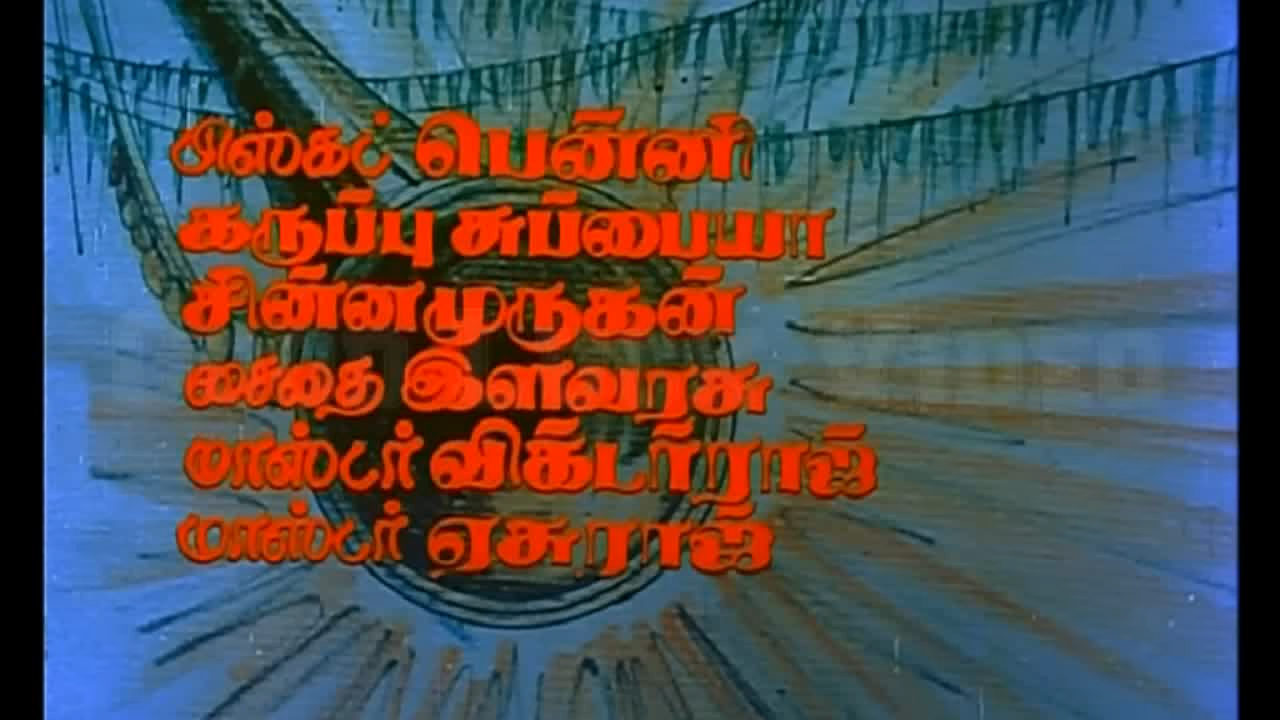 பிஸ்கட் பென்னி
கருப்பு சுப்பையா
சின்னமுருகன்
சைதை இளவரசு
மாஸ்டர் விக்டர்ராஜ்
மாஸ்டர் ஏசுராஜ்